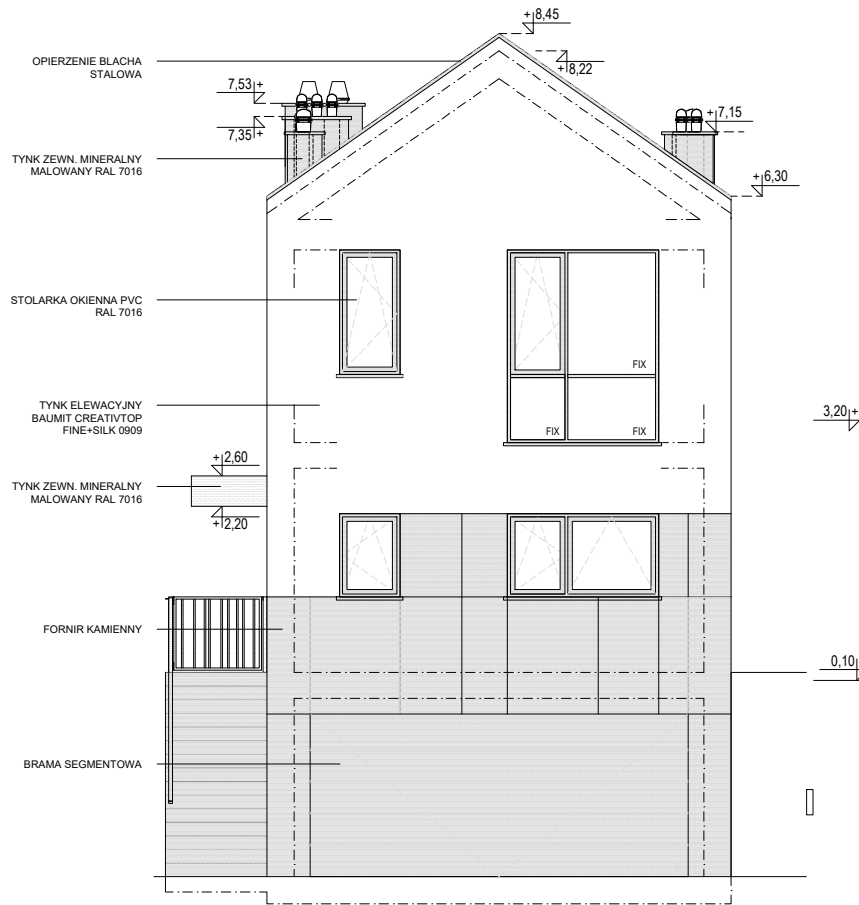 + 8,45
OPIERZENIE BLACHA
STALOWA
+ 8,22
7,53 +
7,35 +
+ 7,15
TYNK ZEWN. MINERALNY
MALOWANY RAL 7016
+ 6,30
STOLARKA OKIENNA PVC
RAL 7016
FIX
TYNK ELEWACYJNY
BAUMIT CREATIVTOP
FINE+SILK 0909
FIX
FIX
3,20 +
+ 2,60
TYNK ZEWN. MINERALNY
MALOWANY RAL 7016
+ 2,20
FORNIR KAMIENNY
0,10
BRAMA SEGMENTOWA